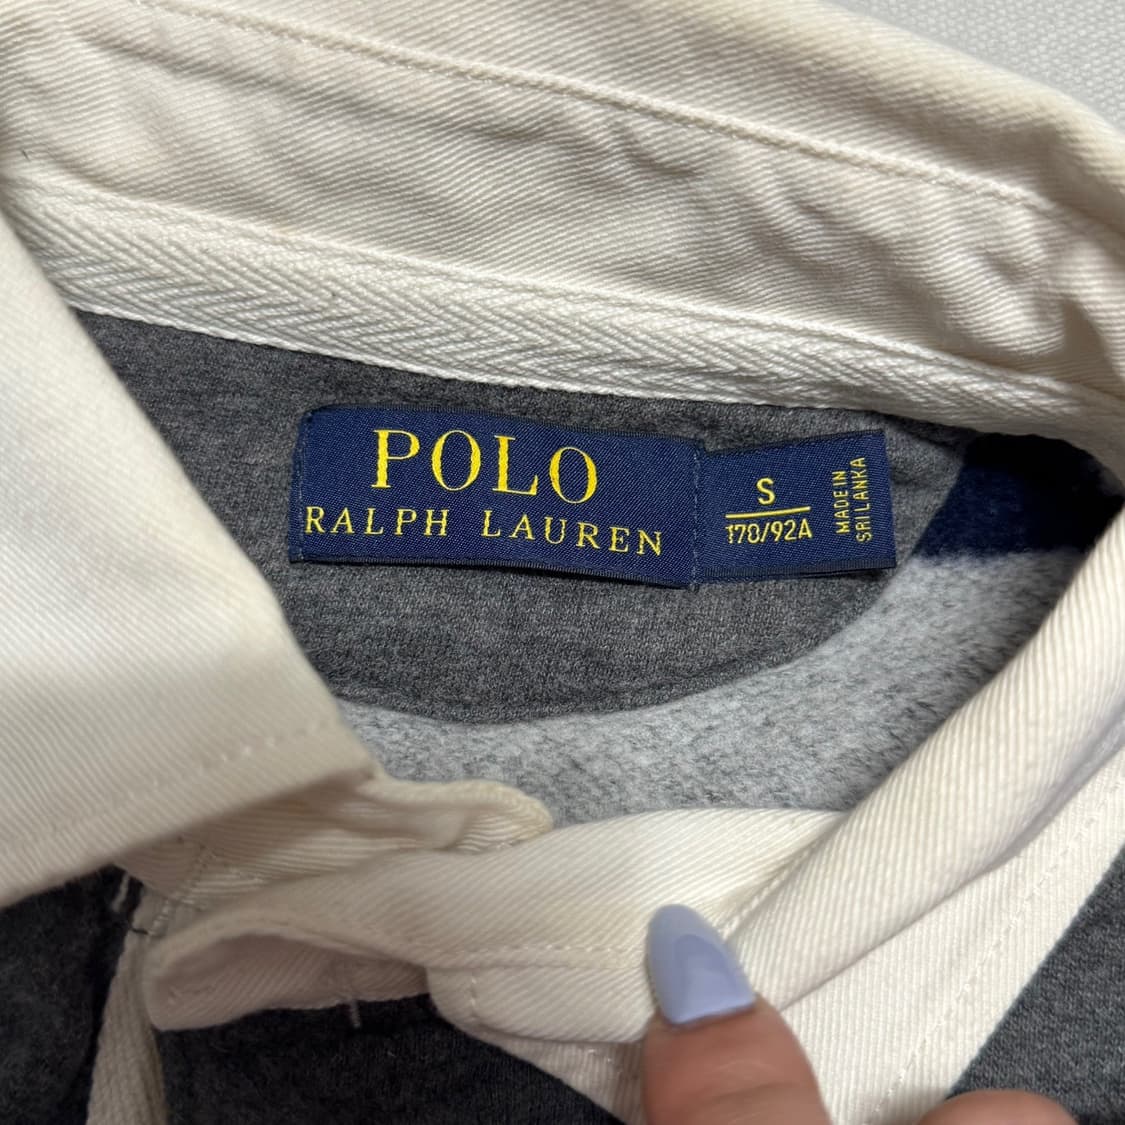 POLO
RALPH LAUREN
S
170/92A
MADE IN
SRI LANKA